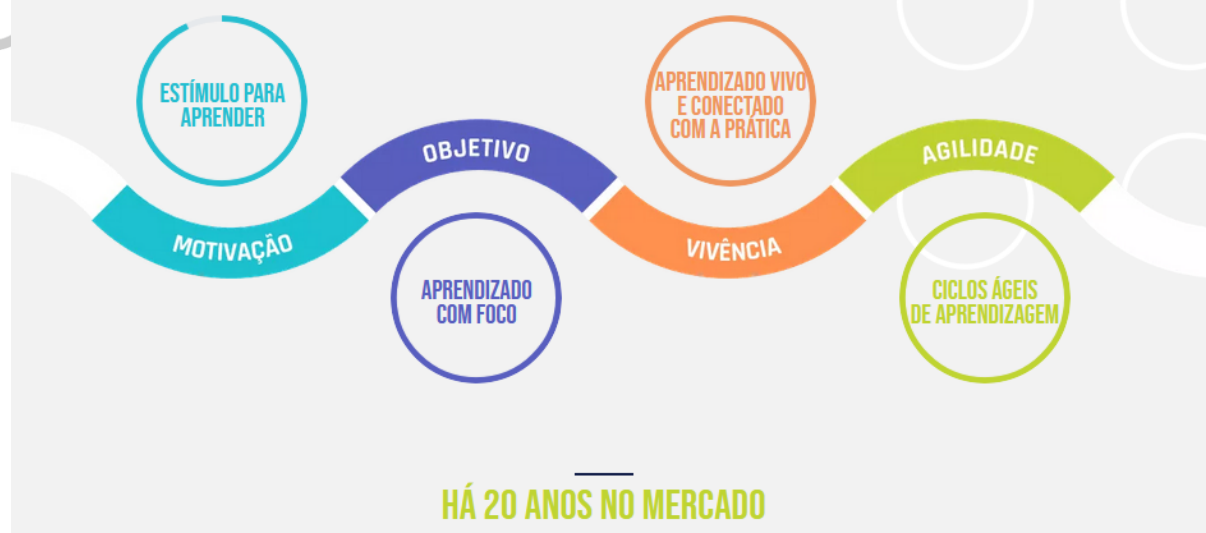 ESTÍMULO PARA
APRENDER
MOTIVAÇÃO
OBJETIVO
APRENDIZADO
COM FOCO
APRENDIZADO VIVO
E CONECTADO
COM A PRÁTICA
VIVÊNCIA
AGILIDADE
CICLOS ÁGEIS
DE APRENDIZAGEM
HÁ 20 ANOS NO MERCADO